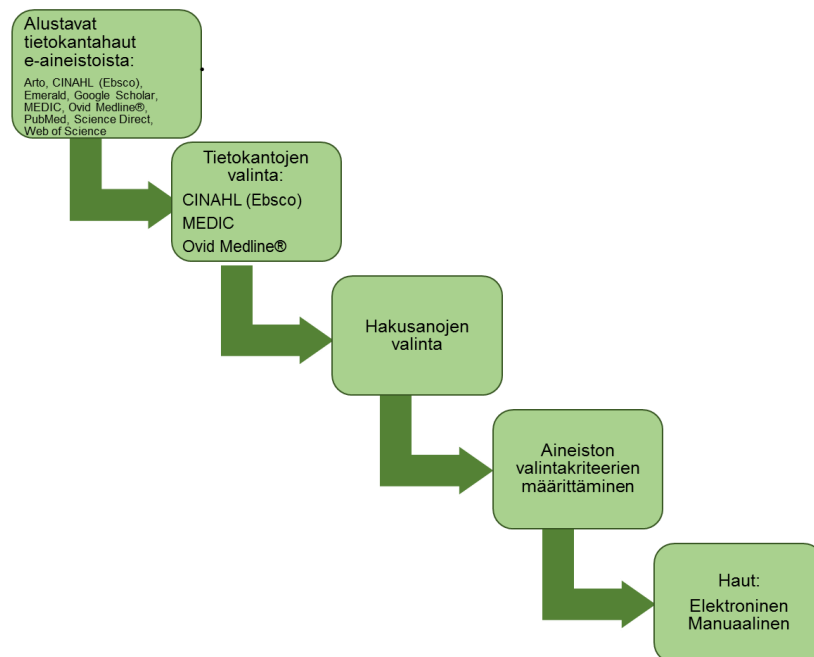 Alustavat
tietokantahaut
e-aineistoista:
Arto, CINAHL (Ebsco),
Emerald, Google Scholar,
MEDIC, Ovid Medline®,
PubMed, Science Direct,
Web of Science
Tietokantojen
valinta:
CINAHL (Ebsco)
MEDIC
Ovid Medline®
Hakusanojen
valinta
Aineiston
valintakriteerien
määrittäminen
Haut:
Elektroninen
Manuaalinen